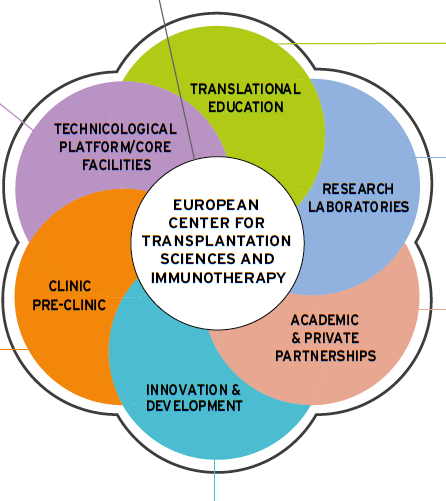 TRANSLATIONAL
EDUCATION
TECHNICOLOGICAL
PLATFORM/CORE
FACILITIES
RESEARCH
LABORATORIES
EUROPEAN
CENTER FOR
TRANSPLANTATION
SCIENCES AND
IMMUNOTHERAPY
CLINIC
PRE-CLINIC
ACADEMIC
& PRIVATE
PARTNERSHIPS
INNOVATION &
DEVELOPMENT